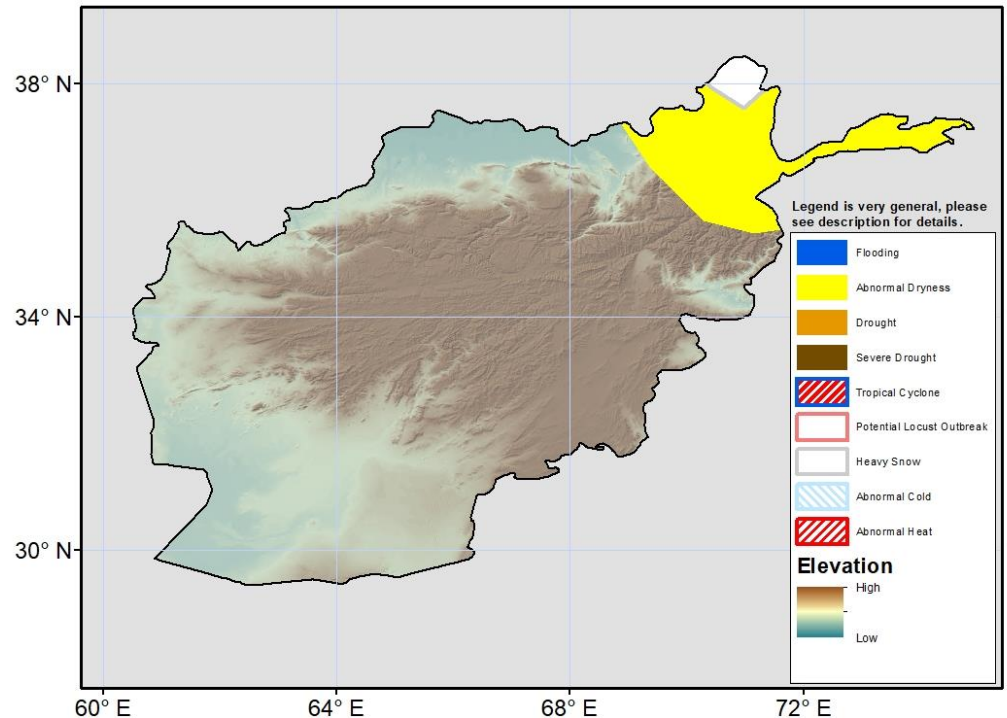 38° N
34° N
30° N
60° E
64° E
68° E
72° E
Legend is very general, please
see description for details.
Flooding
Abnormal Dryness
Drought
Severe Drought
Tropical Cyclone
Potential Locust Outbreak
Heavy Snow
Abnormal Cold
Abnormal Heat
Elevation
High
Low